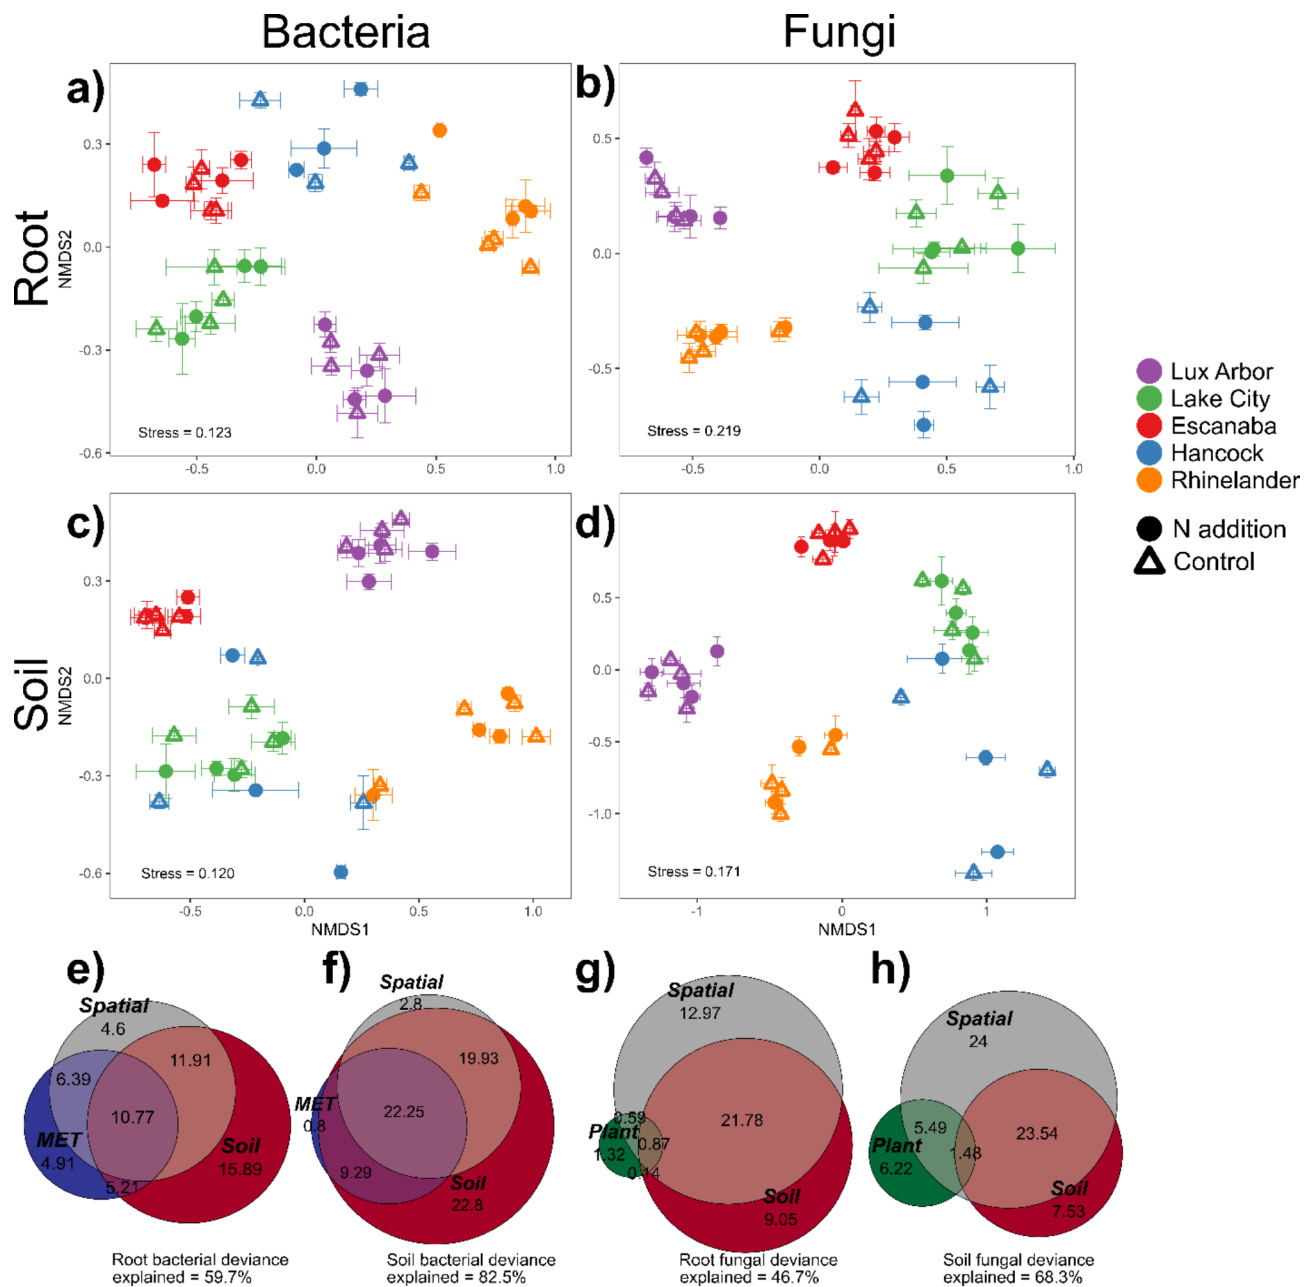 Bacteria
Fungi
Root
Soil
a)
NMDS2
0.3
0.0
-0.3
-0.6
-0.5
0.0
0.5
1.0
Stress = 0.123
b)
0.5
0.0
-0.5
-0.5
0.0
0.5
1.0
Stress = 0.219
Lux Arbor
Lake City
Escanaba
Hancock
Rhinelander
N addition
Control
c)
NMDS2
0.3
0.0
-0.3
-0.6
-0.5
0.0
0.5
1.0
NMDS1
Stress = 0.120
d)
0.5
0.0
-0.5
-1.0
-1
0
1
NMDS1
Stress = 0.171
e)
Spatial
4.6
11.91
6.39
10.77
MET
4.91
5.21
Soil
15.89
Root bacterial deviance
explained = 59.7%
f)
Spatial
2.8
19.93
22.25
MET
0.8
9.29
Soil
22.8
Soil bacterial deviance
explained = 82.5%
g)
Spatial
12.97
21.78
0.59
Plant
0.87
1.32
0.14
Soil
9.05
Root fungal deviance
explained = 46.7%
h)
Spatial
24
5.49
23.54
Plant
1.48
6.22
Soil
7.53
Soil fungal deviance
explained = 68.3%